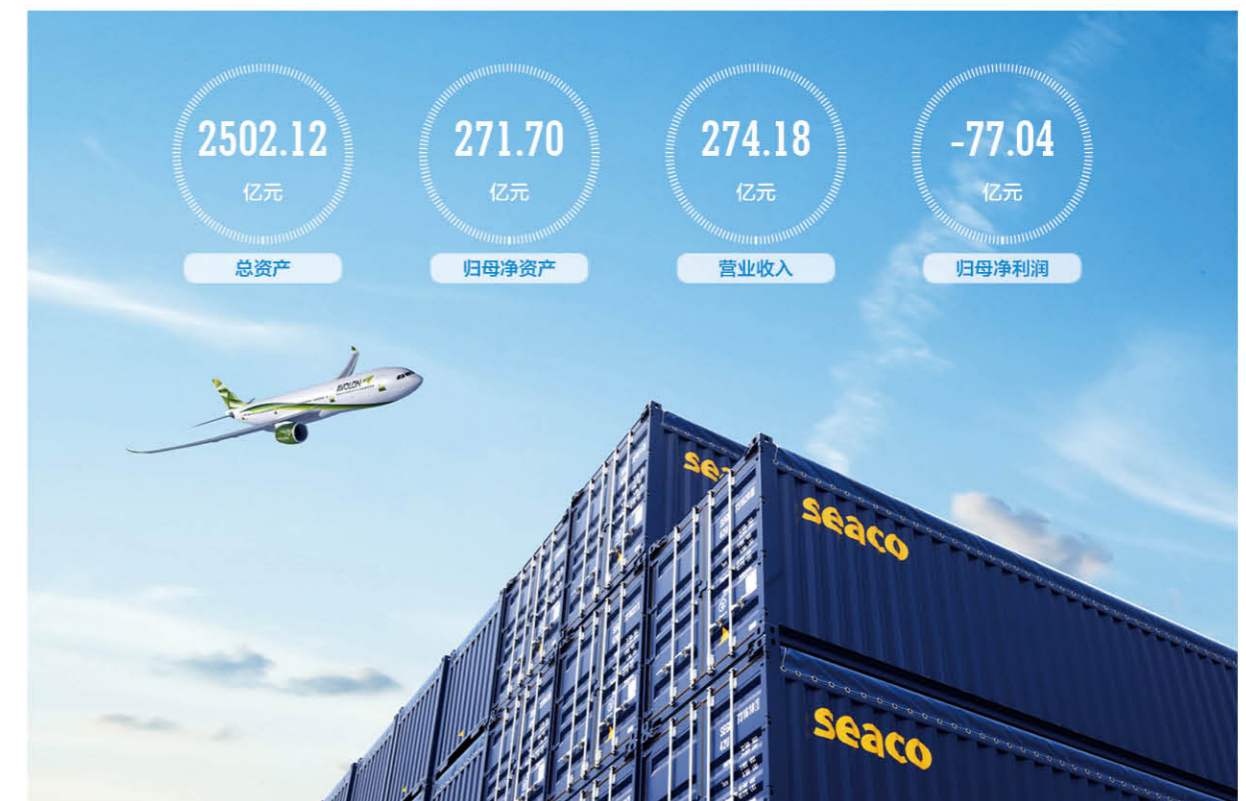 2502.12
亿元
总资产
271.70
亿元
归母净资产
274.18
亿元
营业收入
-77.04
亿元
归母净利润
AVOLON
sea
seaco
seaco